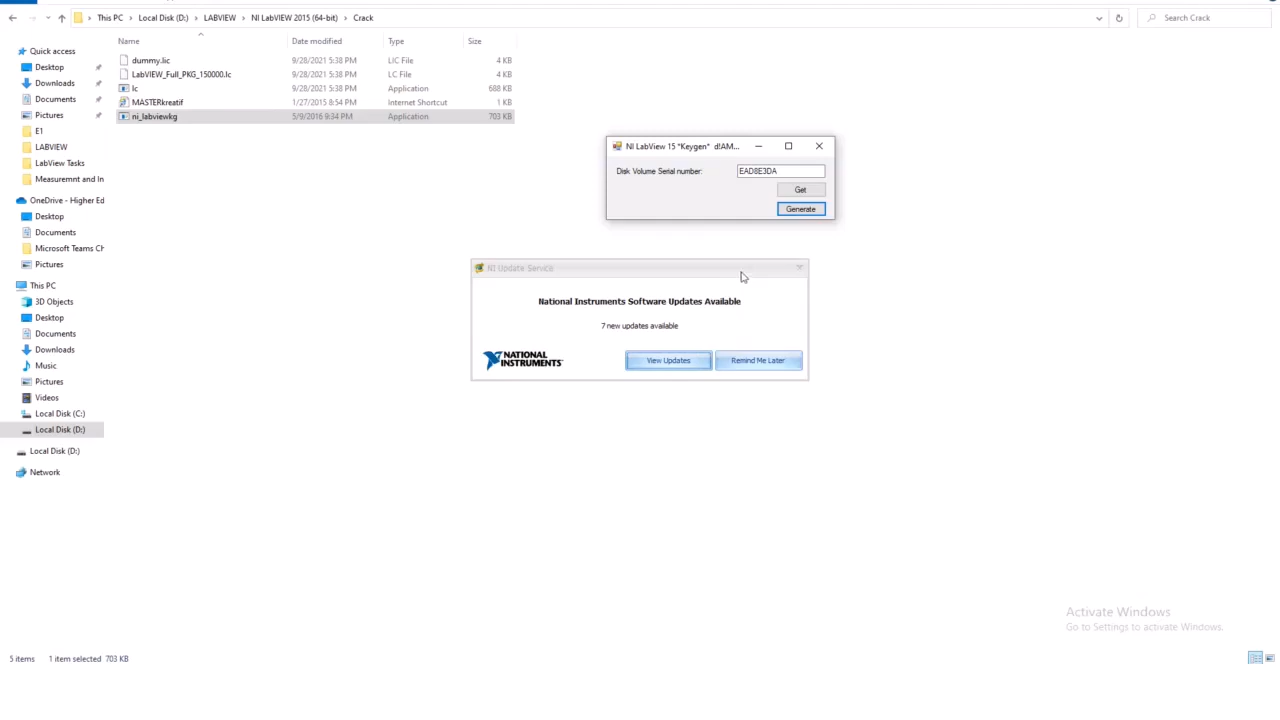 This PC > Local Disk (D:) > LABVIEW > NI LabVIEW 2015 (64-bit) > Crack
Search Crack
Name Date modified Type Size
dummy.lic 9/28/2021 5:38 PM LIC File 4 KB
LabVIEW_Full_PKG_150000.lc 9/28/2021 5:38 PM LC File 4 KB
lc 9/28/2021 5:38 PM Application 688 KB
MASTERkreatif 1/27/2015 8:54 PM Internet Shortcut 1 KB
ni_labviewkg 5/9/2016 9:34 PM Application 703 KB
Quick access
Desktop
Downloads
Documents
Pictures
E1
LABVIEW
LabView Tasks
Measuremnt and In
OneDrive - Higher Ed
Desktop
Documents
Microsoft Teams Ch
Pictures
This PC
3D Objects
Desktop
Documents
Downloads
Music
Pictures
Videos
Local Disk (C:)
Local Disk (D:)
Local Disk (D:)
Network
NI LabView 15 "Keygen" d!AM...
Disk Volume Serial number: EAD8E3DA
Get
Generate
NI Update Service
National Instruments Software Updates Available
7 new updates available
NATIONAL
INSTRUMENTS
View Updates Remind Me Later
Activate Windows
Go to Settings to activate Windows.
5 items 1 item selected 703 KB